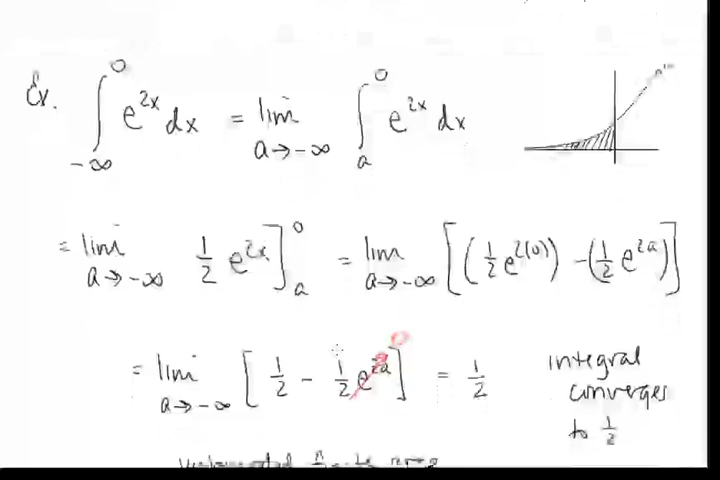 Ex. ∫_{-∞}^{0} e^{2x} dx = lim_{a→-∞} ∫_{a}^{0} e^{2x} dx
= lim_{a→-∞} 1/2 e^{2x} ]_{a}^{0} = lim_{a→-∞} [(1/2 e^{2(0)}) - (1/2 e^{2a})]
= lim_{a→-∞} [1/2 - 1/2 e^{2a}] = 1/2
0
integral
converges
to 1/2